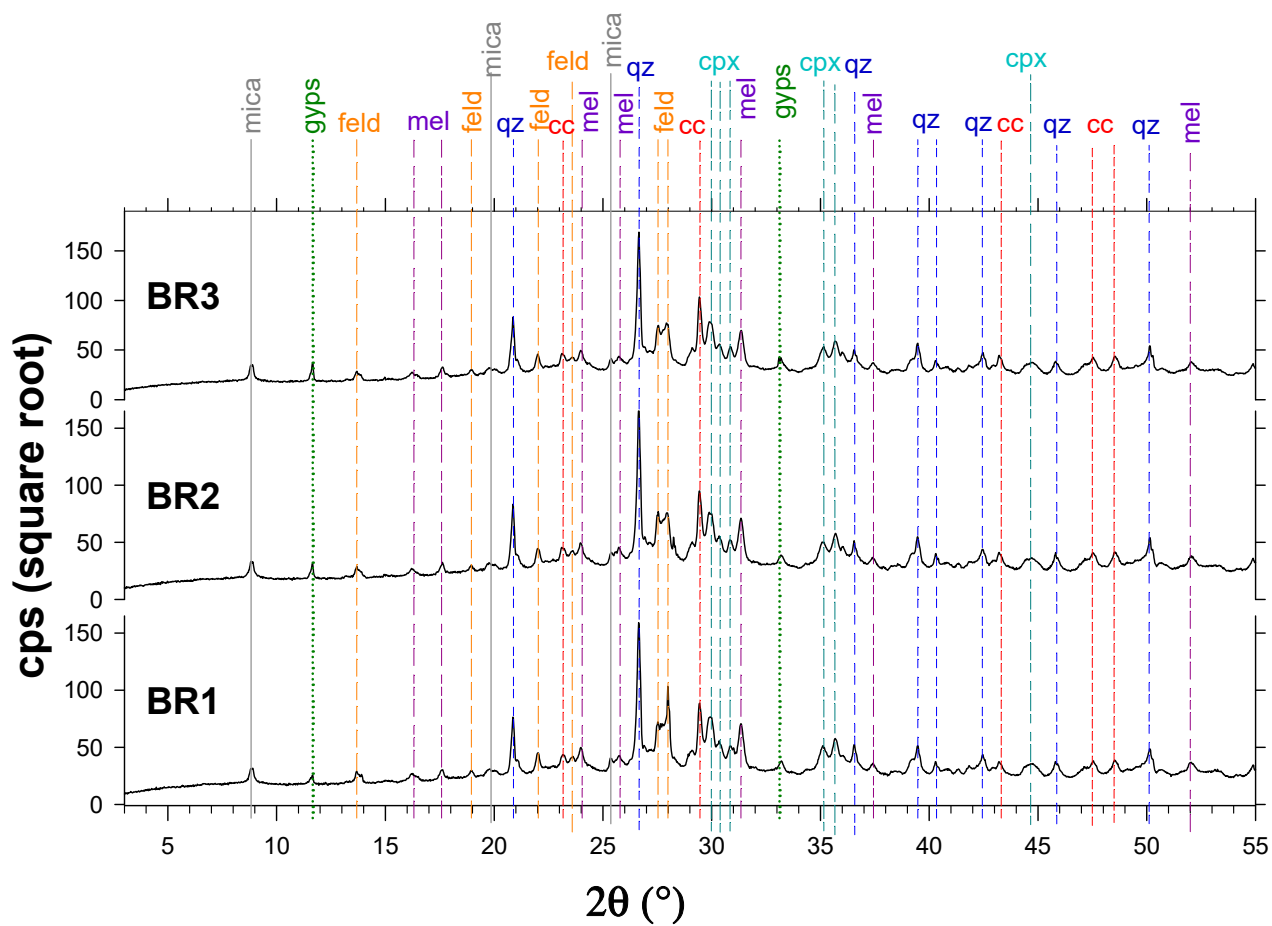 mica
mica
feld
mica
qz
cpx
cpx
qz
cpx
gyps
feld
mel
feld
qz
feld
cc
mel
mel
feld
cc
mel
gyps
mel
qz
qz
cc
qz
cc
qz
mel
cps (square root)
150
100
50
0
BR3
150
100
50
0
BR2
150
100
50
0
BR1
5 10 15 20 25 30 35 40 45 50 55
2θ (°)